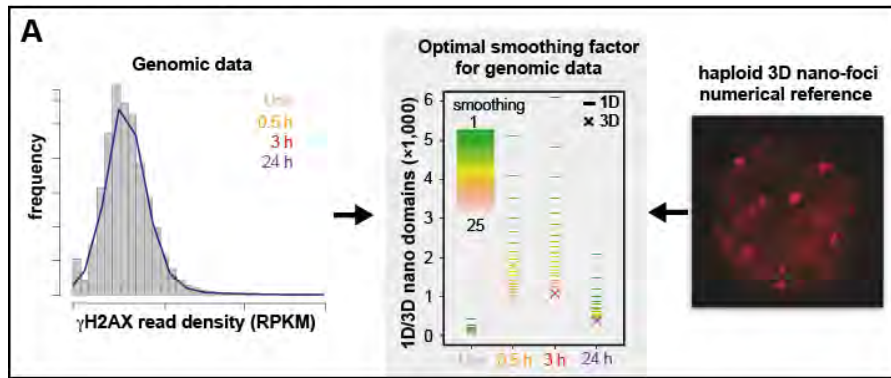 A
Genomic data
Unir
0.5 h
3 h
24 h
frequency
γH2AX read density (RPKM)
Optimal smoothing factor
for genomic data
1D/3D nano domains (×1,000)
6
5
4
3
2
1
0
smoothing
1
25
1D
× 3D
0.5 h 3 h 24 h
haploid 3D nano-foci
numerical reference